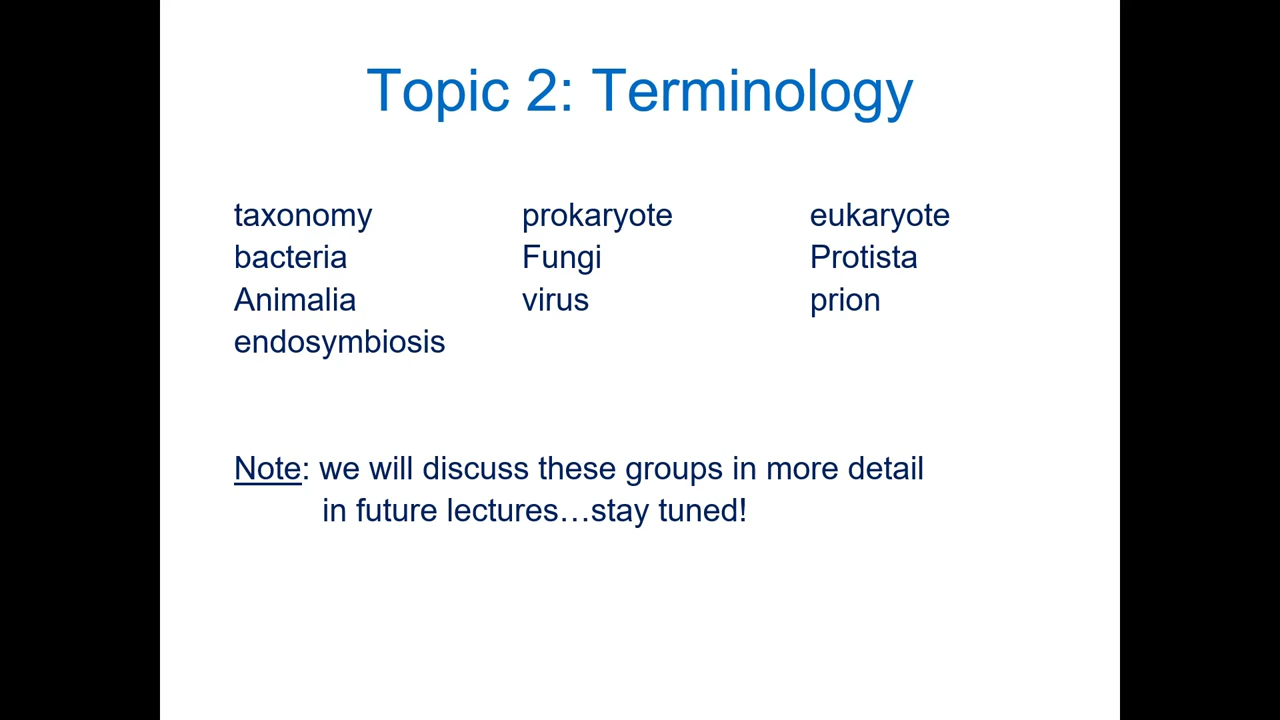 Topic 2: Terminology
taxonomy prokaryote eukaryote
bacteria Fungi Protista
Animalia virus prion
endosymbiosis
Note: we will discuss these groups in more detail
in future lectures…stay tuned!